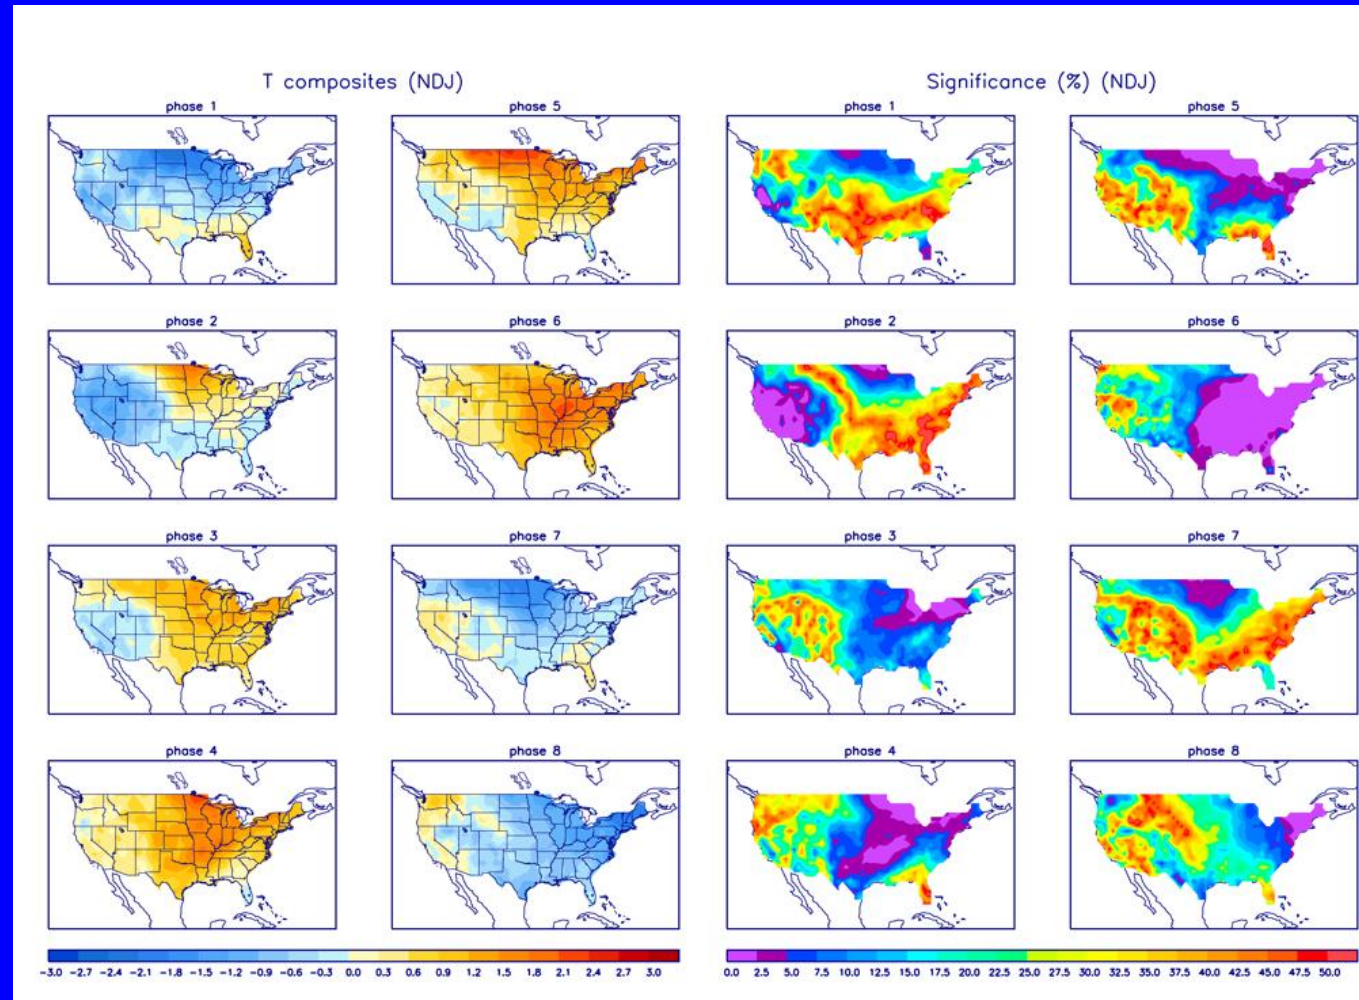 T composites (NDJ)
Significance (%) (NDJ)
phase 1
phase 5
phase 1
phase 5
phase 2
phase 6
phase 2
phase 6
phase 3
phase 7
phase 3
phase 7
phase 4
phase 8
phase 4
phase 8
-3.0 -2.7 -2.4 -2.1 -1.8 -1.5 -1.2 -0.9 -0.6 -0.3 0.0 0.3 0.6 0.9 1.2 1.5 1.8 2.1 2.4 2.7 3.0
0.0 2.5 5.0 7.5 10.0 12.5 15.0 17.5 20.0 22.5 25.0 27.5 30.0 32.5 35.0 37.5 40.0 42.5 45.0 47.5 50.0